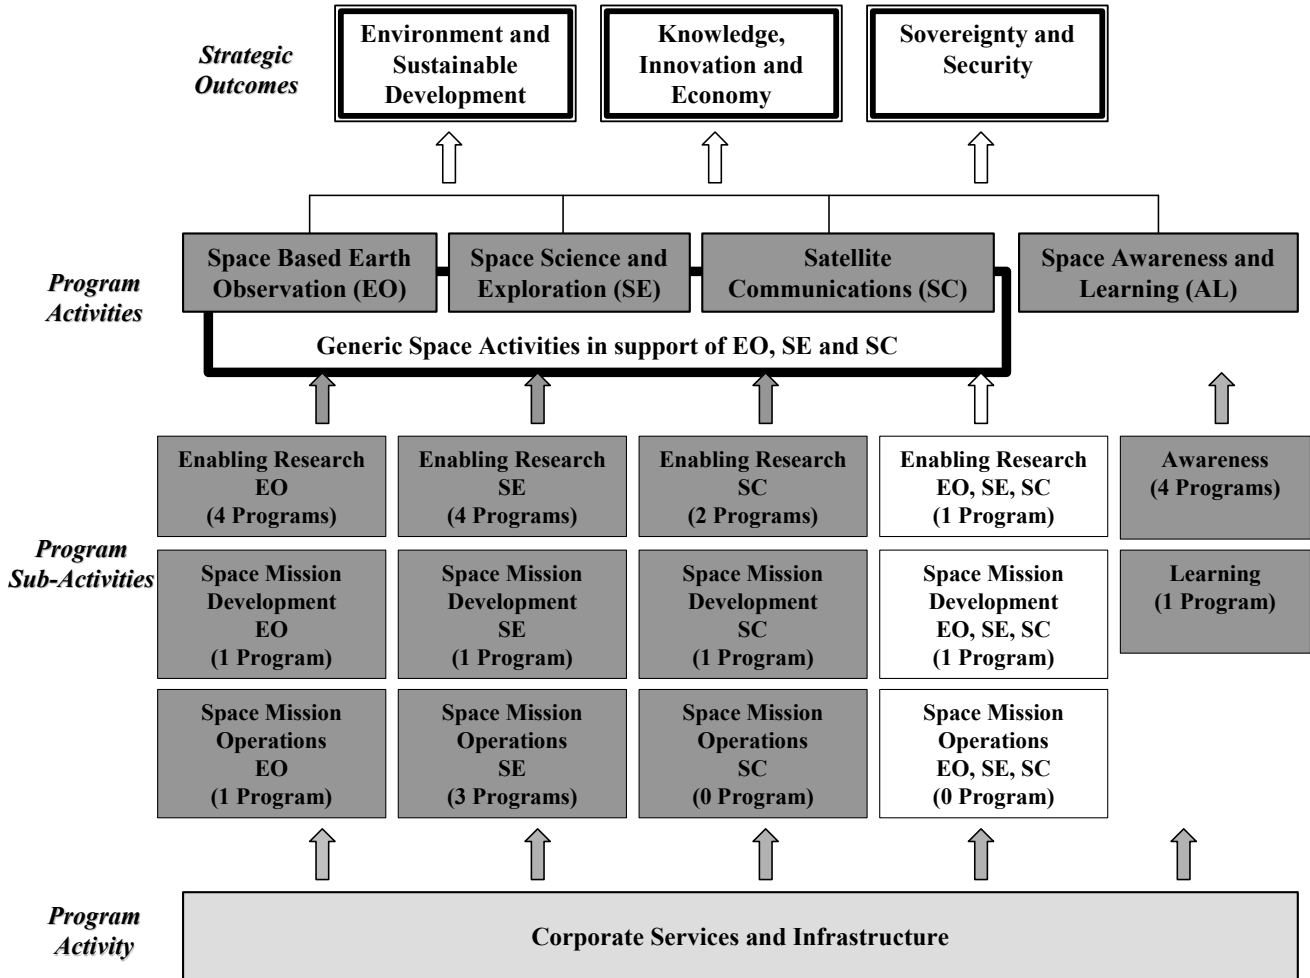 Strategic
Outcomes
Environment and
Sustainable
Development
Knowledge,
Innovation and
Economy
Sovereignty and
Security
Program
Activities
Space Based Earth
Observation (EO)
Space Science and
Exploration (SE)
Satellite
Communications (SC)
Space Awareness and
Learning (AL)
Generic Space Activities in support of EO, SE and SC
Program
Sub-Activities
Enabling Research
EO
(4 Programs)
Enabling Research
SE
(4 Programs)
Enabling Research
SC
(2 Programs)
Enabling Research
EO, SE, SC
(1 Program)
Awareness
(4 Programs)
Space Mission
Development
EO
(1 Program)
Space Mission
Development
SE
(1 Program)
Space Mission
Development
SC
(1 Program)
Space Mission
Development
EO, SE, SC
(1 Program)
Learning
(1 Program)
Space Mission
Operations
EO
(1 Program)
Space Mission
Operations
SE
(3 Programs)
Space Mission
Operations
SC
(0 Program)
Space Mission
Operations
EO, SE, SC
(0 Program)
Program
Activity
Corporate Services and Infrastructure